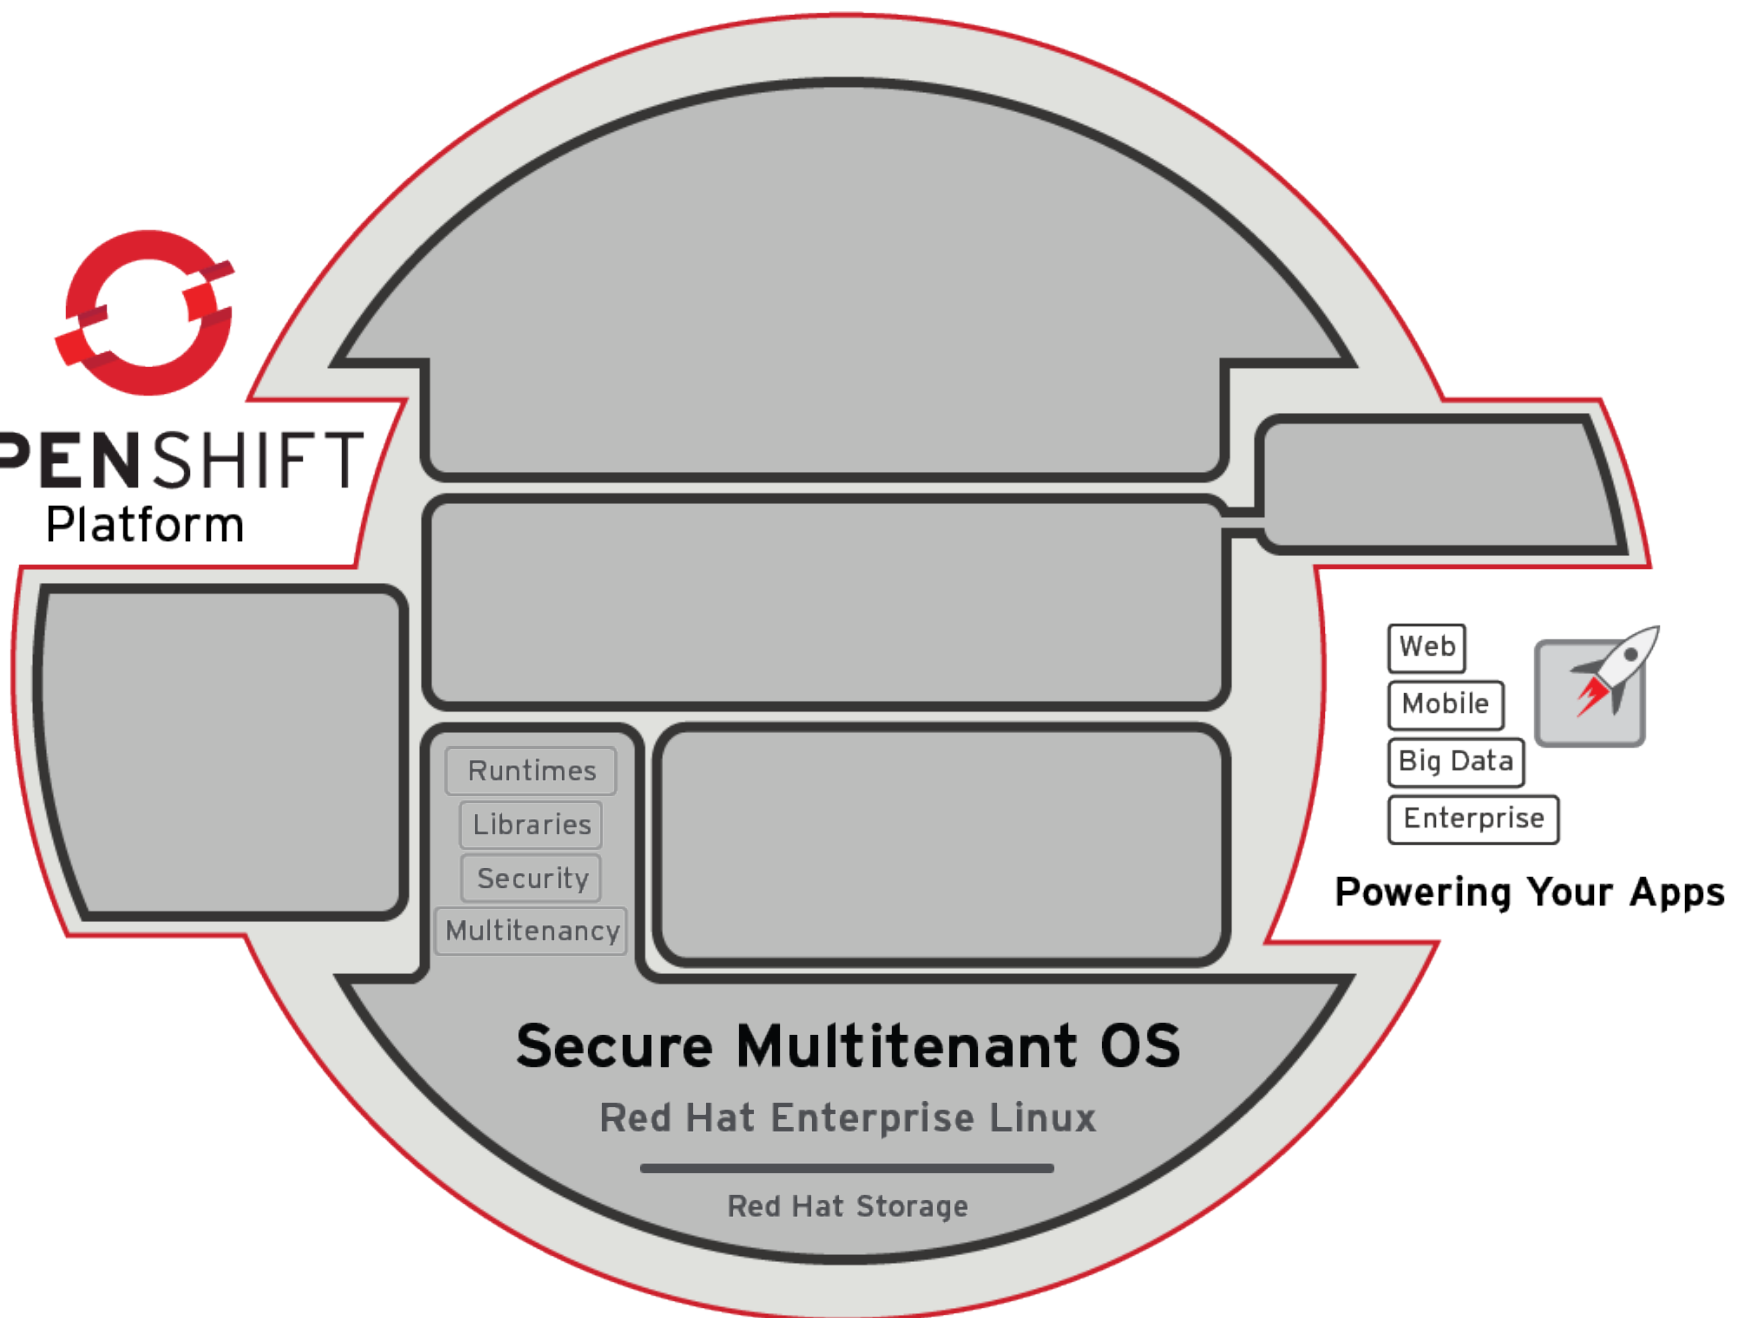 PENSHIFT
Platform
Web
Mobile
Big Data
Enterprise
Powering Your Apps
Runtimes
Libraries
Security
Multitenancy
Secure Multitenant OS
Red Hat Enterprise Linux
Red Hat Storage